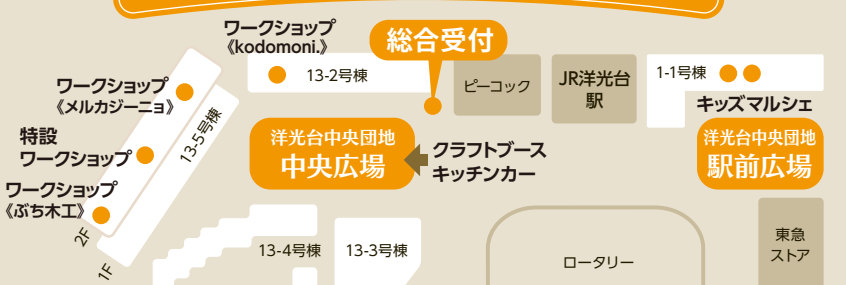 ワークショップ
《kodomoni.》
総合受付
13-2号棟
ピーコック
JR洋光台
駅
1-1号棟
キッズマルシェ
ワークショップ
《メルカジーニョ》
特設
ワークショップ
ワークショップ
《ぶち木工》
13-5号棟
2F
1F
洋光台中央団地
中央広場
クラフトブース
キッチンカー
洋光台中央団地
駅前広場
13-4号棟
13-3号棟
ロータリー
東急
ストア